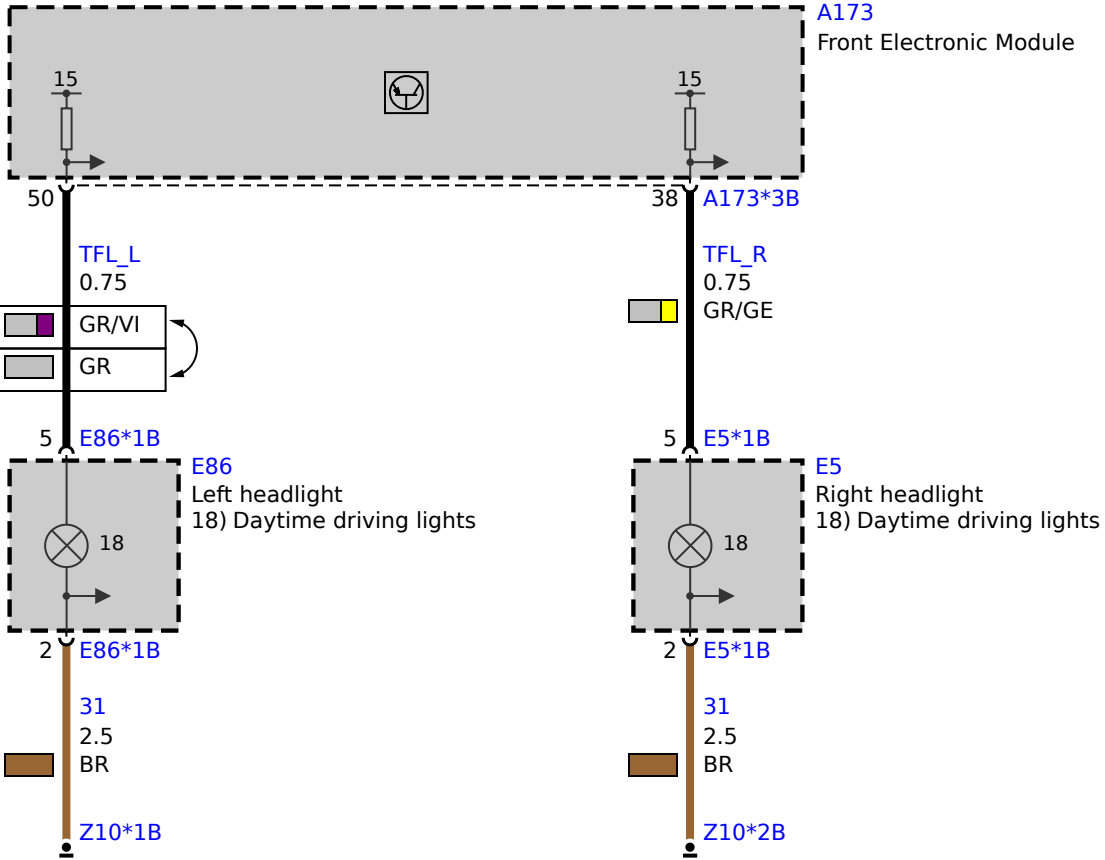 A173
Front Electronic Module
15
15
50
38
A173*3B
TFL_L
0.75
GR/VI
GR
TFL_R
0.75
GR/GE
5
E86*1B
5
E5*1B
E86
Left headlight
18) Daytime driving lights
18
E5
Right headlight
18) Daytime driving lights
18
2
E86*1B
2
E5*1B
31
2.5
BR
31
2.5
BR
Z10*1B
Z10*2B